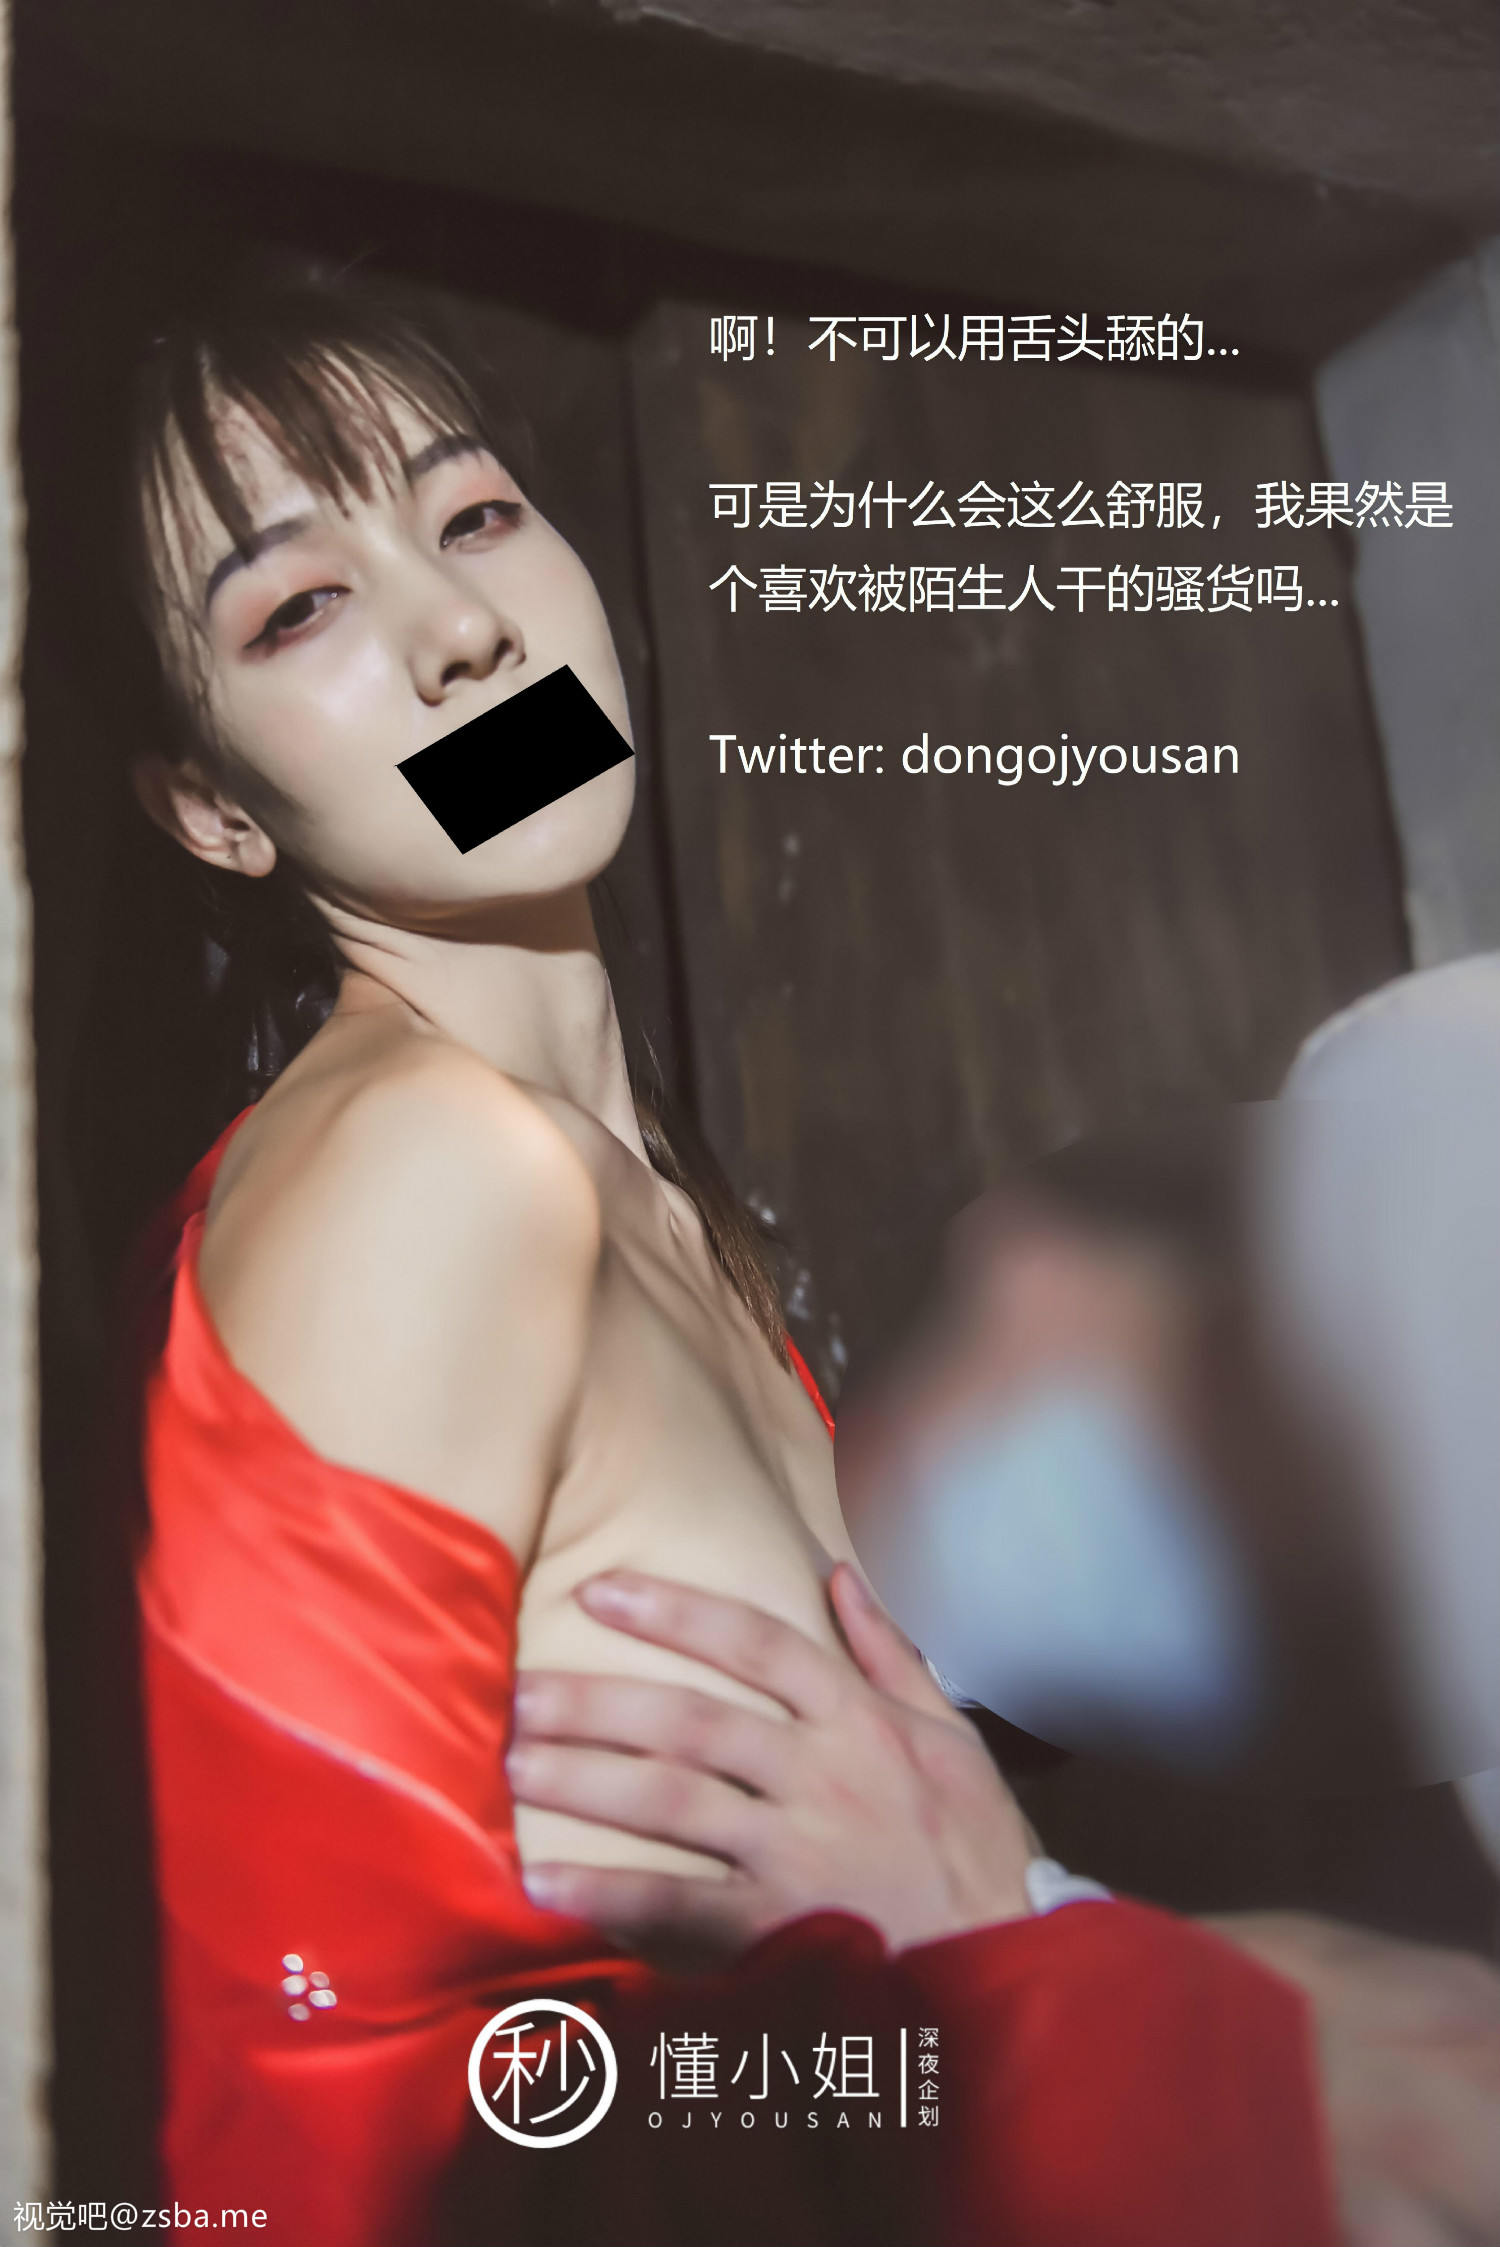 啊！不可以用舌头舔的...
可是为什么会这么舒服，我果然是
个喜欢被陌生人干的骚货吗...
Twitter: dongojyousan
秒 懂小姐
OJYOUSAN
深夜企划
视觉吧@zsba.me